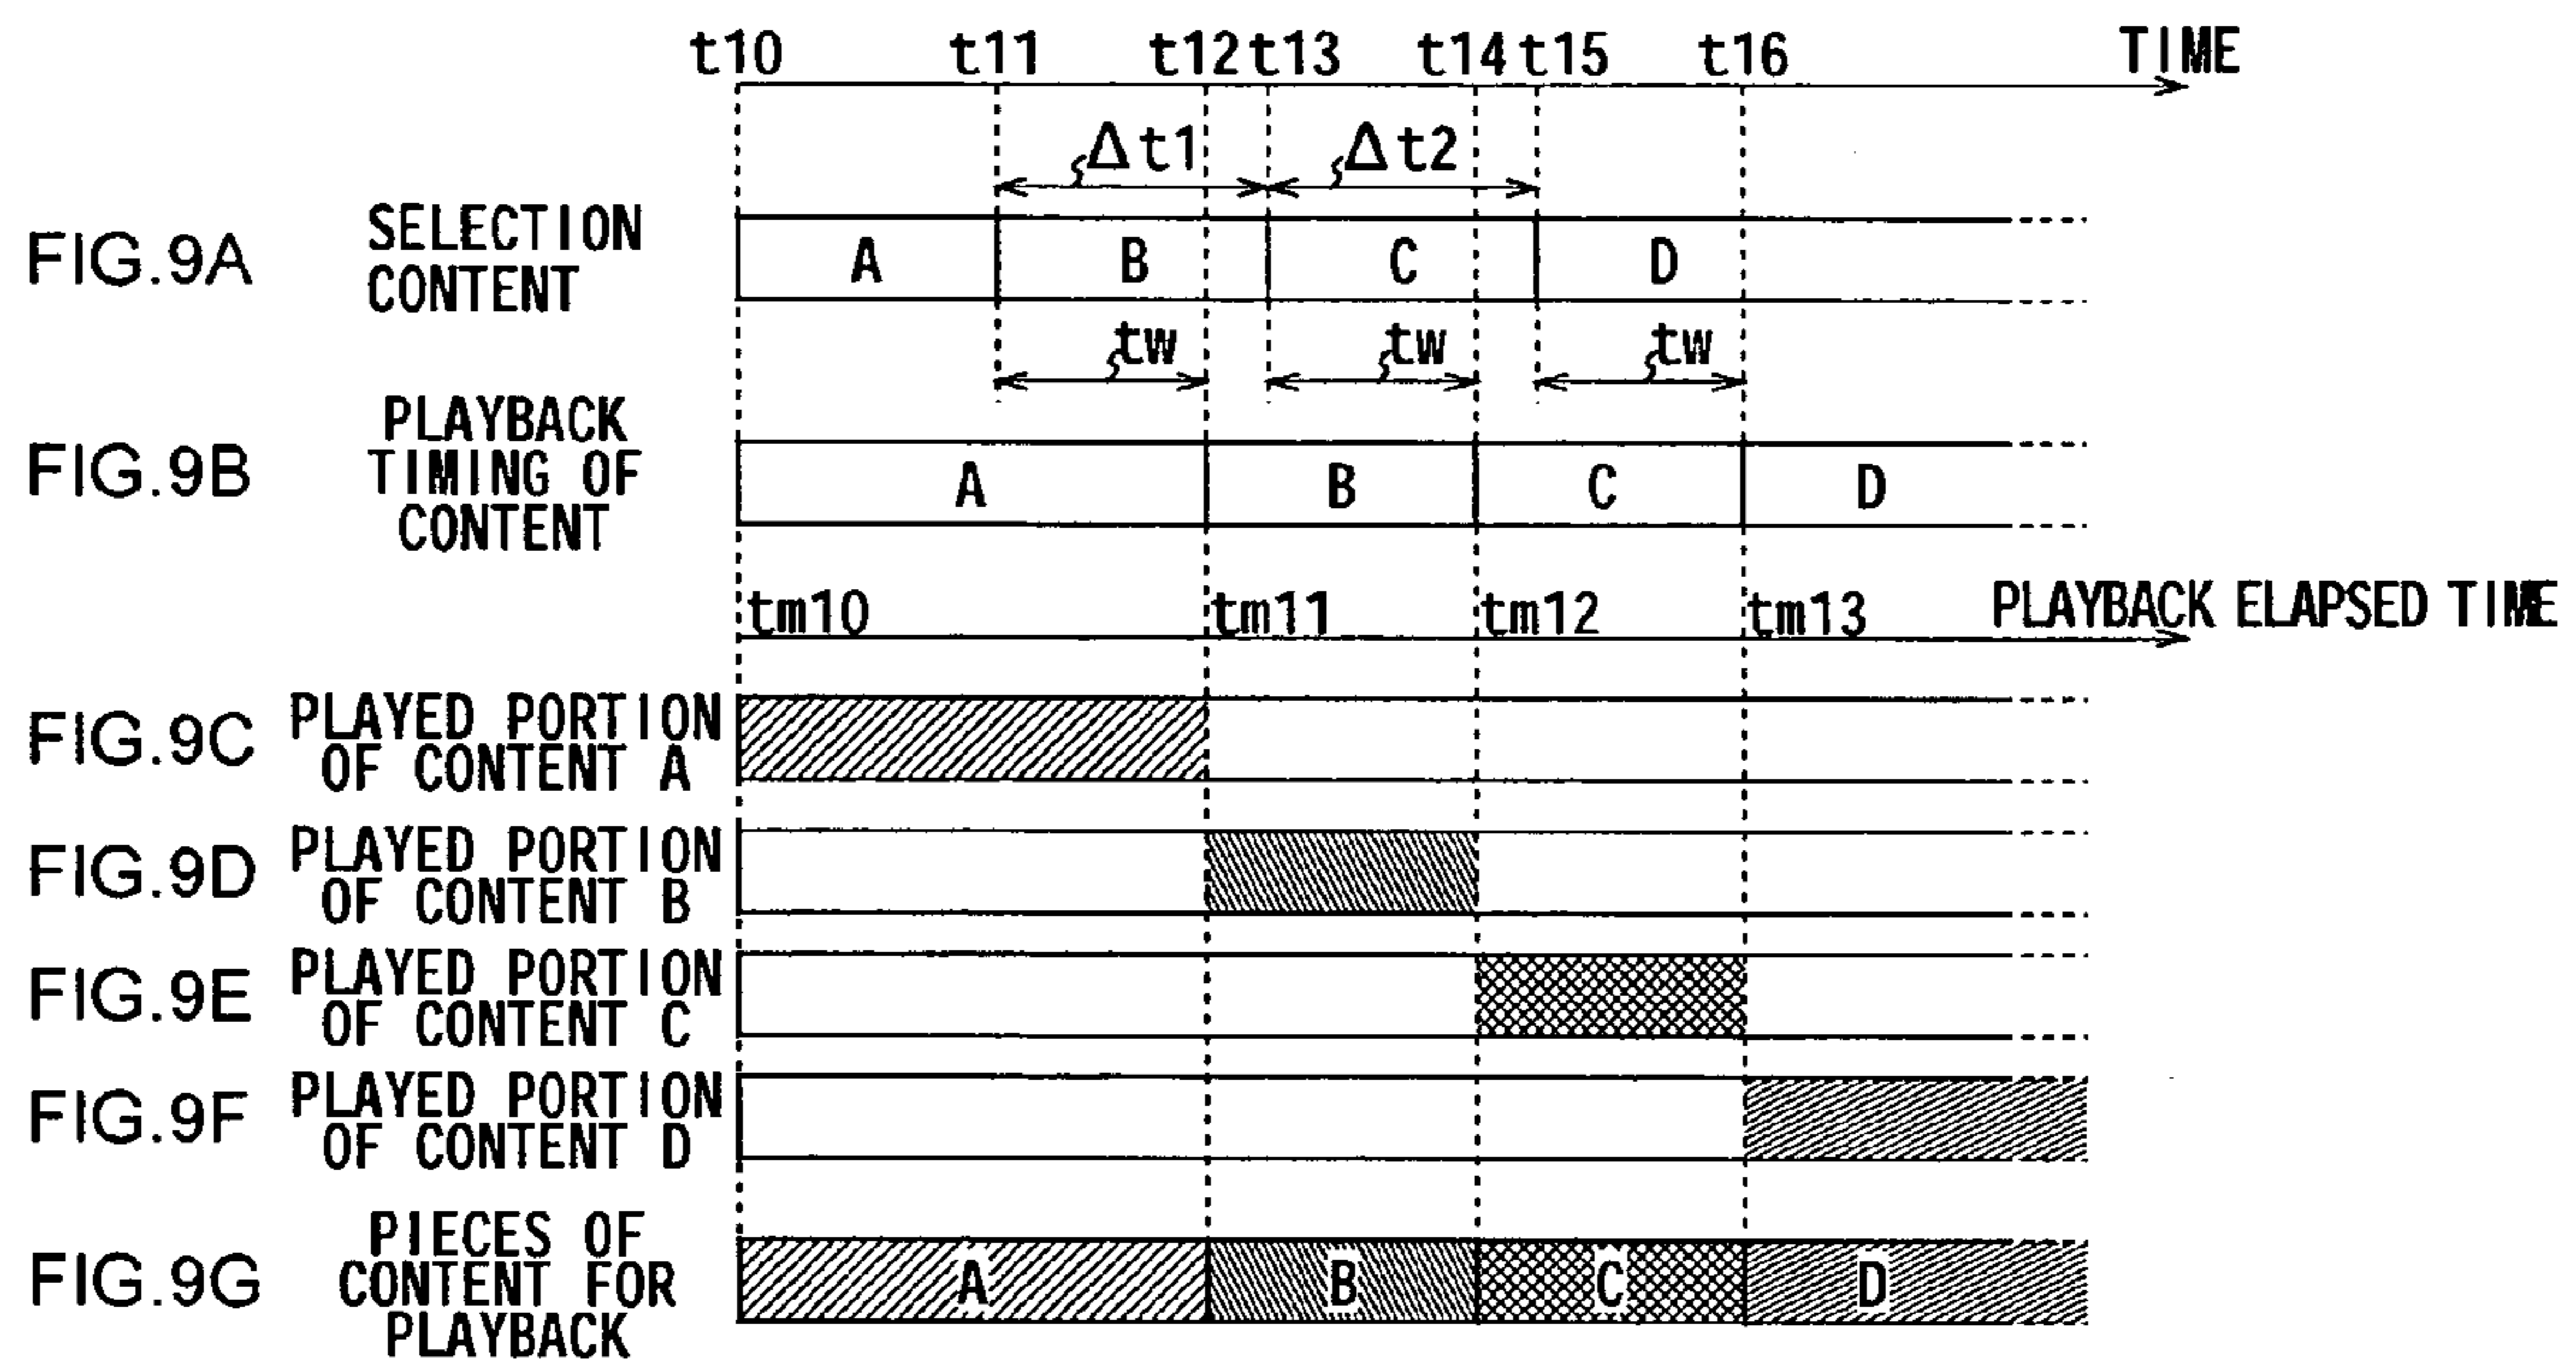 t10 t11 t12 t13 t14 t15 t16 TIME
Δt1 Δt2
FIG.9A SELECTION CONTENT
A B C D
tw tw tw
FIG.9B PLAYBACK TIMING OF CONTENT
A B C D
tm10 tm11 tm12 tm13 PLAYBACK ELAPSED TIME
FIG.9C PLAYED PORTION OF CONTENT A
FIG.9D PLAYED PORTION OF CONTENT B
FIG.9E PLAYED PORTION OF CONTENT C
FIG.9F PLAYED PORTION OF CONTENT D
FIG.9G PIECES OF CONTENT FOR PLAYBACK
A B C D